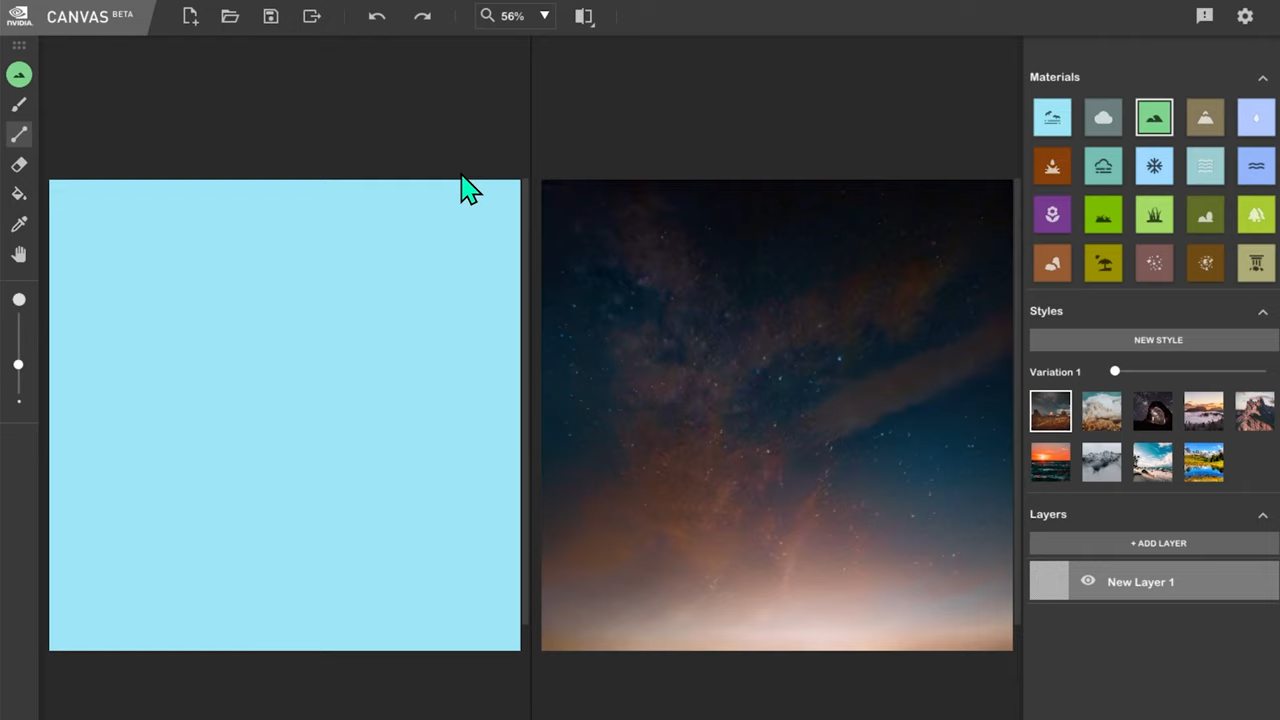 NVIDIA. CANVAS BETA
56%
Materials
Styles
NEW STYLE
Variation 1
Layers
+ ADD LAYER
New Layer 1